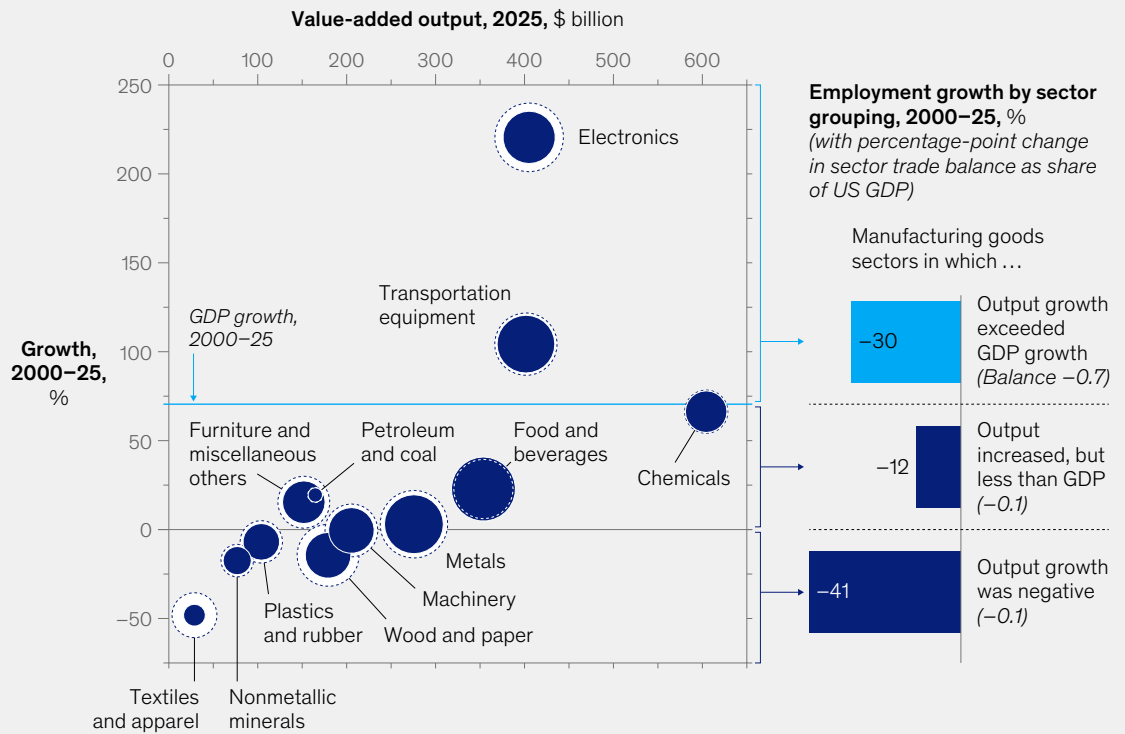 Value-added output, 2025, $ billion
0 100 200 300 400 500 600
Growth,
2000–25,
%
250
200
150
100
50
0
–50
GDP growth,
2000–25
Electronics
Transportation
equipment
Furniture and
miscellaneous
others
Petroleum
and coal
Food and
beverages
Chemicals
Metals
Machinery
Wood and paper
Plastics
and rubber
Textiles
and apparel
Nonmetallic
minerals
Employment growth by sector
grouping, 2000–25, %
(with percentage-point change
in sector trade balance as share
of US GDP)
Manufacturing goods
sectors in which …
–30
Output growth
exceeded
GDP growth
(Balance –0.7)
–12
Output
increased, but
less than GDP
(–0.1)
–41
Output growth
was negative
(–0.1)